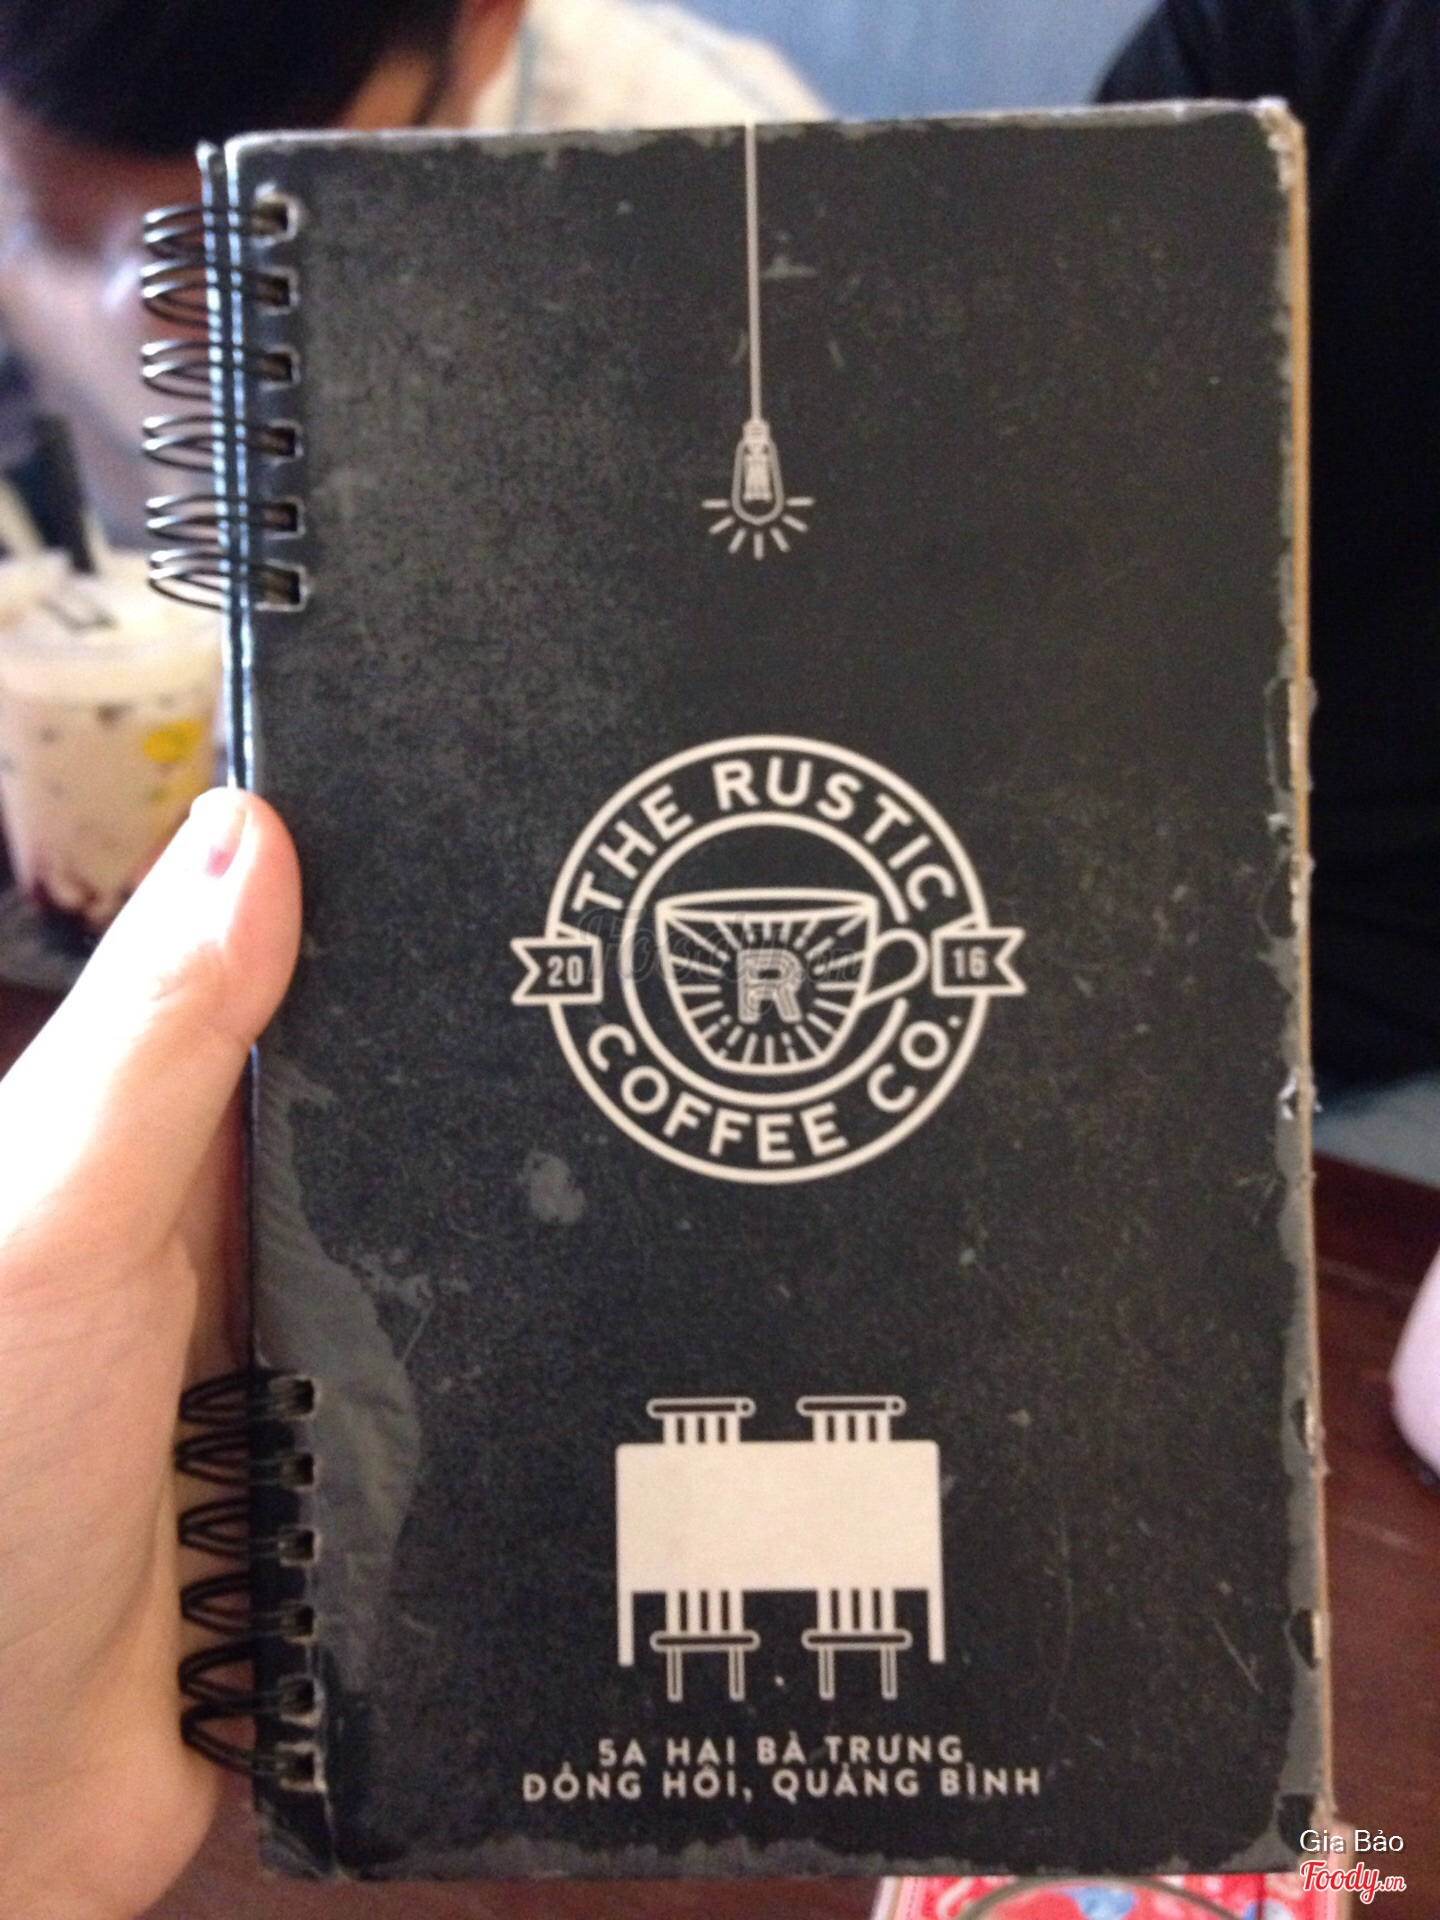 THE RUSTIC
20 R 16
COFFEE CO.
5A HAI BÀ TRƯNG
ĐỒNG HỚI, QUẢNG BÌNH
Gia Bảo
Foody.vn